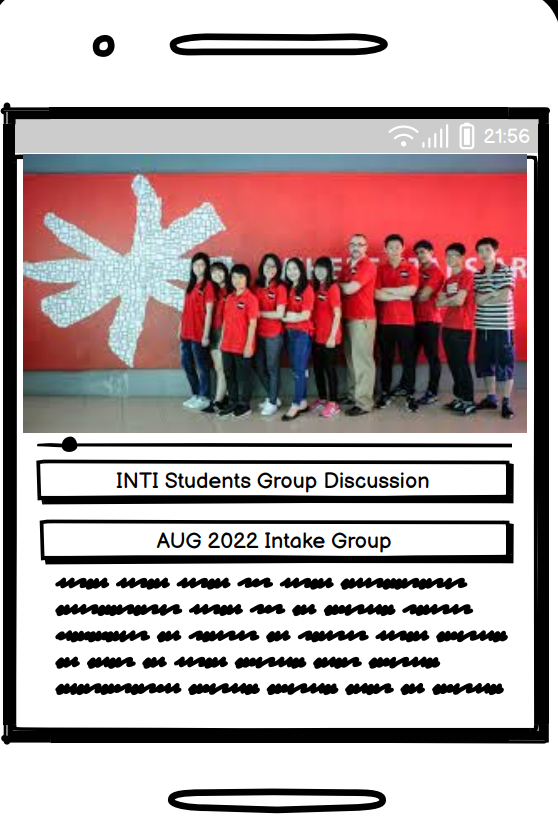 21:56
INTI Students Group Discussion
AUG 2022 Intake Group